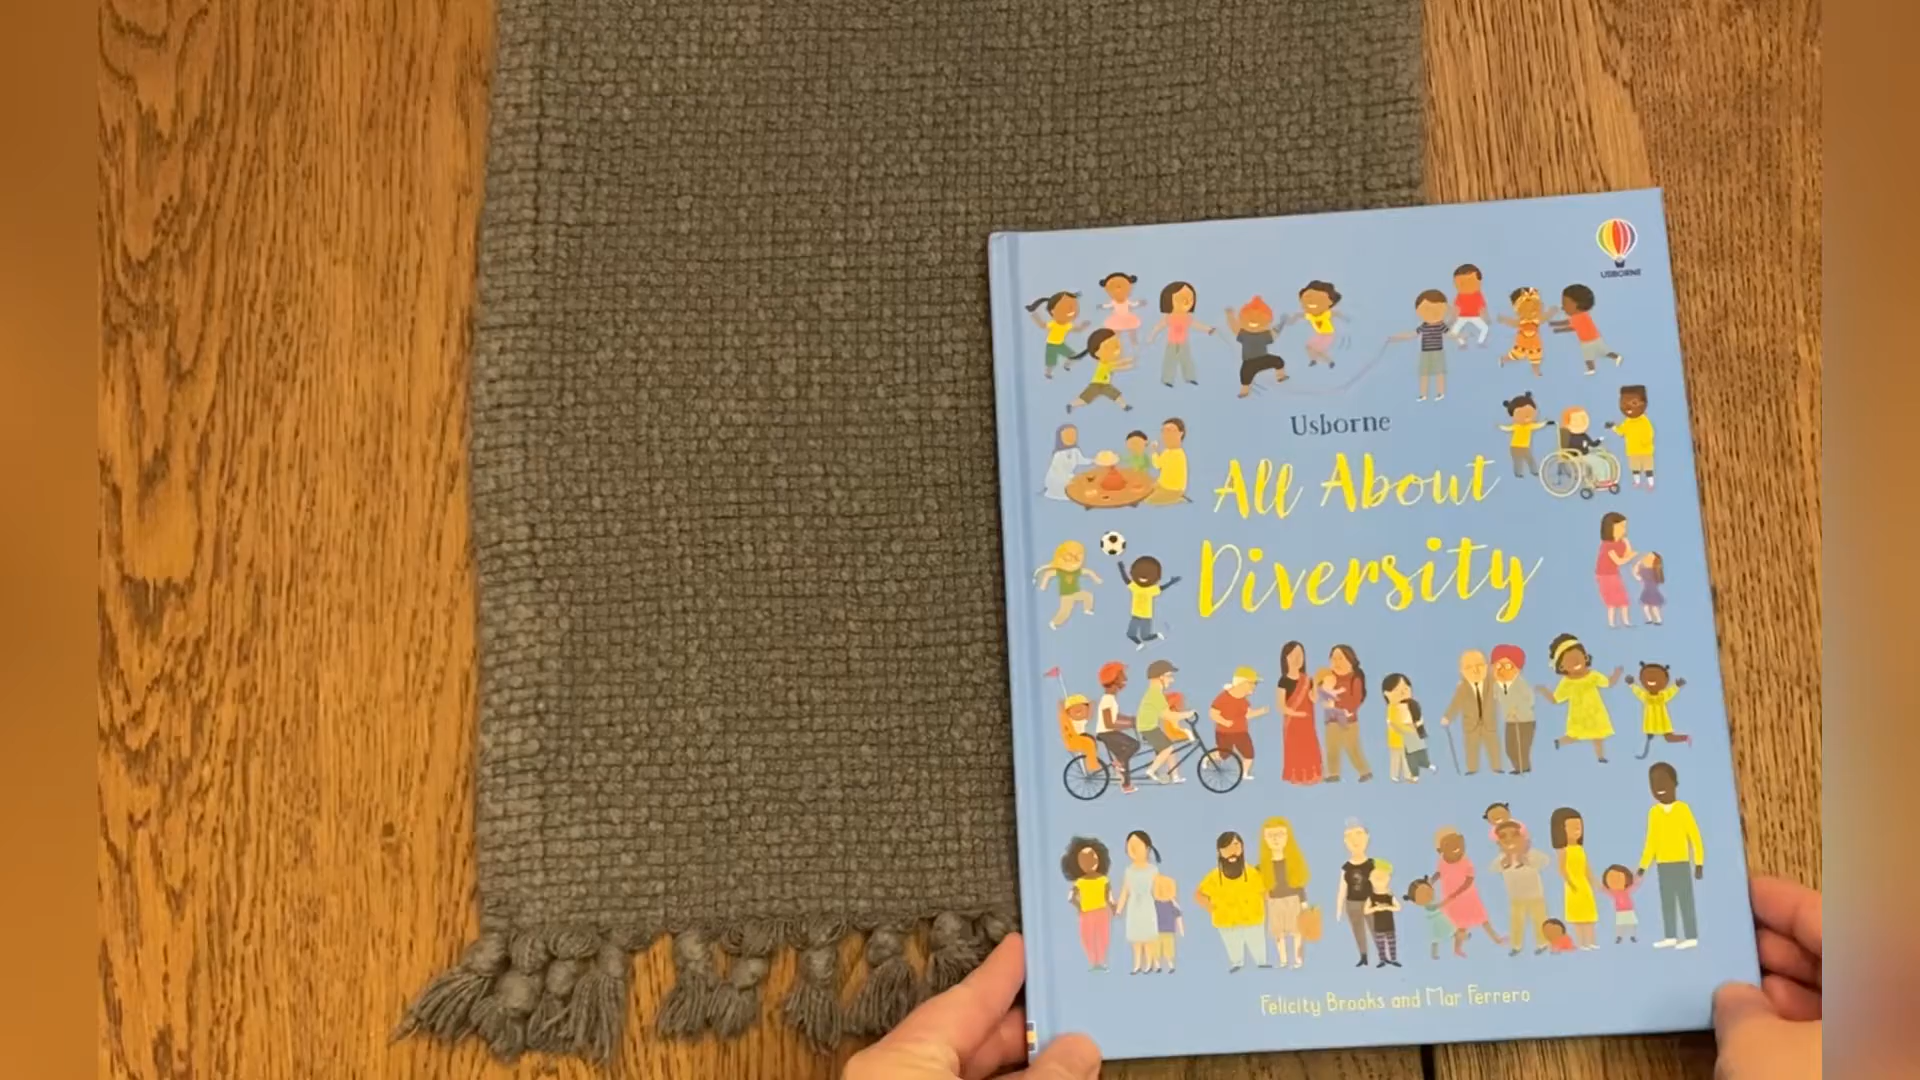 USBORNE
Usborne
All About
Diversity
Felicity Brooks and Mar Ferrero